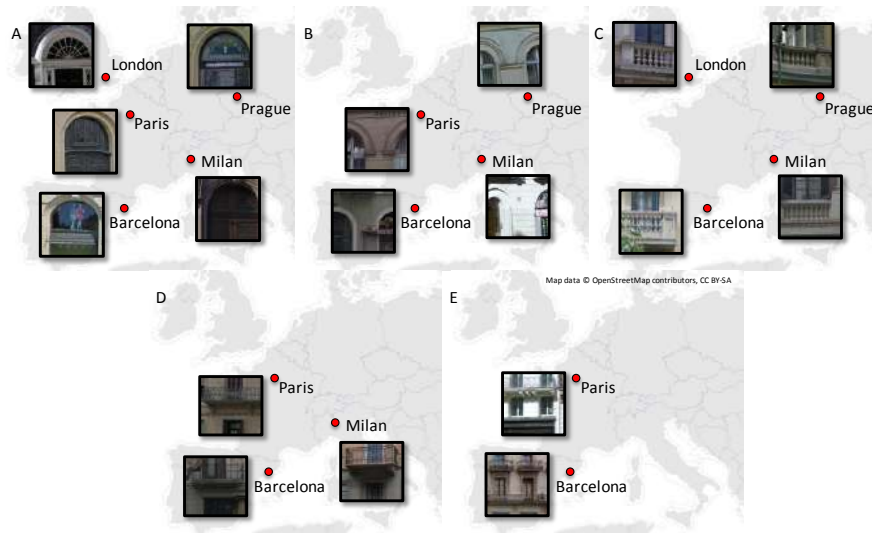 A
London
Prague
Paris
Milan
Barcelona
B
Prague
Paris
Milan
Barcelona
C
London
Prague
Milan
Barcelona
D
Paris
Milan
Barcelona
E
Map data © OpenStreetMap contributors, CC BY-SA
Paris
Barcelona